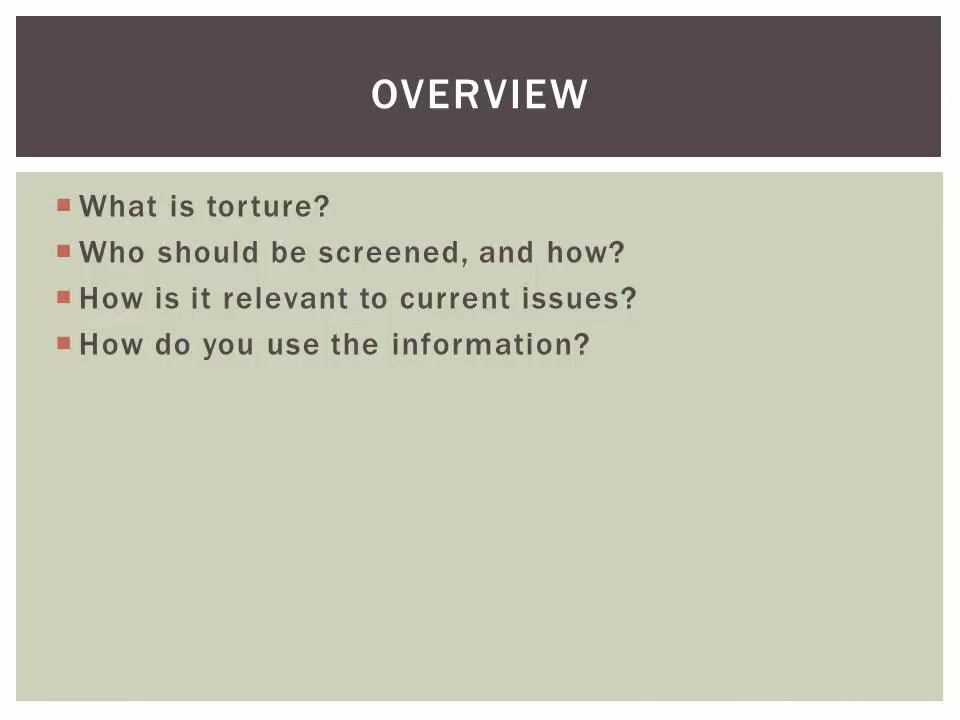 OVERVIEW
What is torture?
Who should be screened, and how?
How is it relevant to current issues?
How do you use the information?